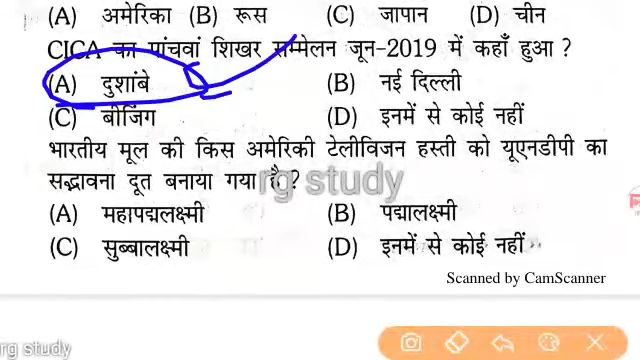 (A) अमेरिका (B) रूस (C) जापान (D) चीन
CICA का पांचवां शिखर सम्मेलन जून-2019 में कहाँ हुआ ?
(A) दुशांबे (B) नई दिल्ली
(C) बीजिंग (D) इनमें से कोई नहीं
भारतीय मूल की किस अमेरिकी टेलीविजन हस्ती को यूएनडीपी का
सद्भावना दूत बनाया गया है ?
rg study
(A) महापद्मलक्ष्मी (B) पद्मालक्ष्मी
(C) सुब्बालक्ष्मी (D) इनमें से कोई नहीं
Scanned by CamScanner
rg study